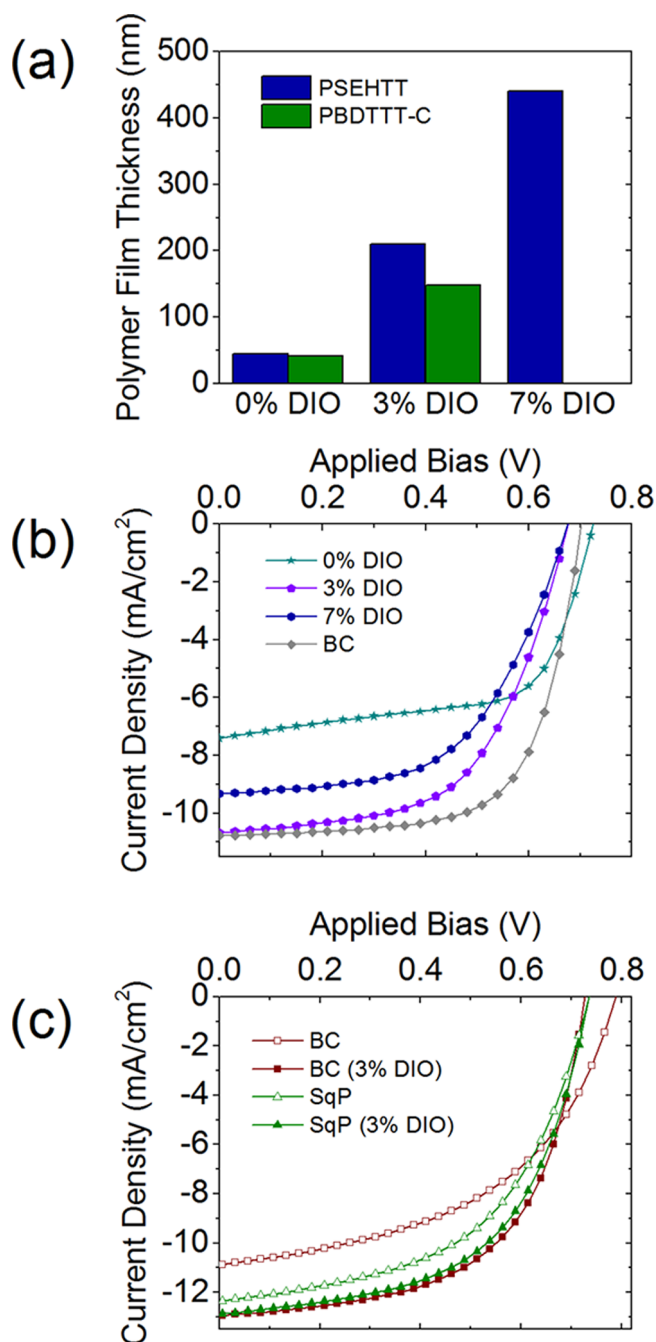 (a)
Polymer Film Thickness (nm)
500
400
300
200
100
0
PSEHTT
PBDTTT-C
0% DIO 3% DIO 7% DIO
(b)
Applied Bias (V)
0.0 0.2 0.4 0.6 0.8
Current Density (mA/cm²)
0
-2
-4
-6
-8
-10
0% DIO
3% DIO
7% DIO
BC
(c)
Applied Bias (V)
0.0 0.2 0.4 0.6 0.8
Current Density (mA/cm²)
0
-2
-4
-6
-8
-10
-12
BC
BC (3% DIO)
SqP
SqP (3% DIO)